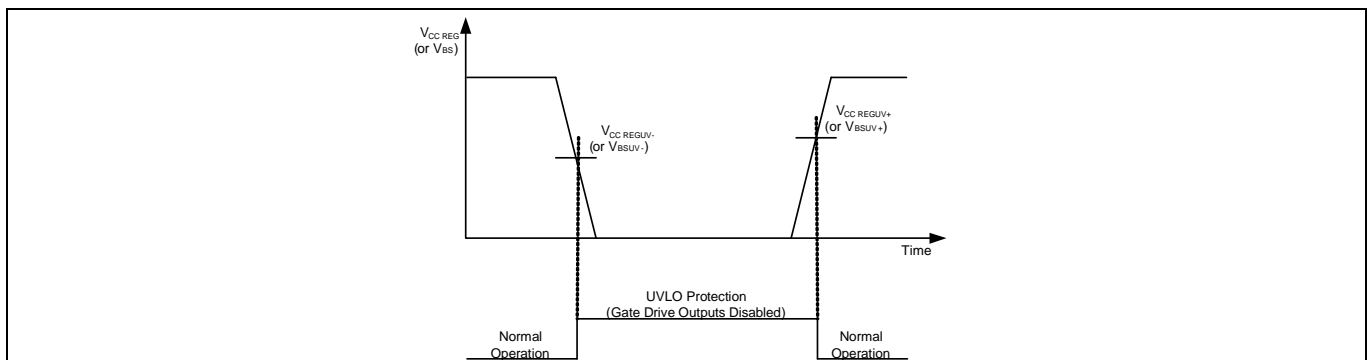 VCC REG
(or VBS)
VCC REGUV-
(or VBSUV-)
VCC REGUV+
(or VBSUV+)
Time
UVLO Protection
(Gate Drive Outputs Disabled)
Normal
Operation
Normal
Operation